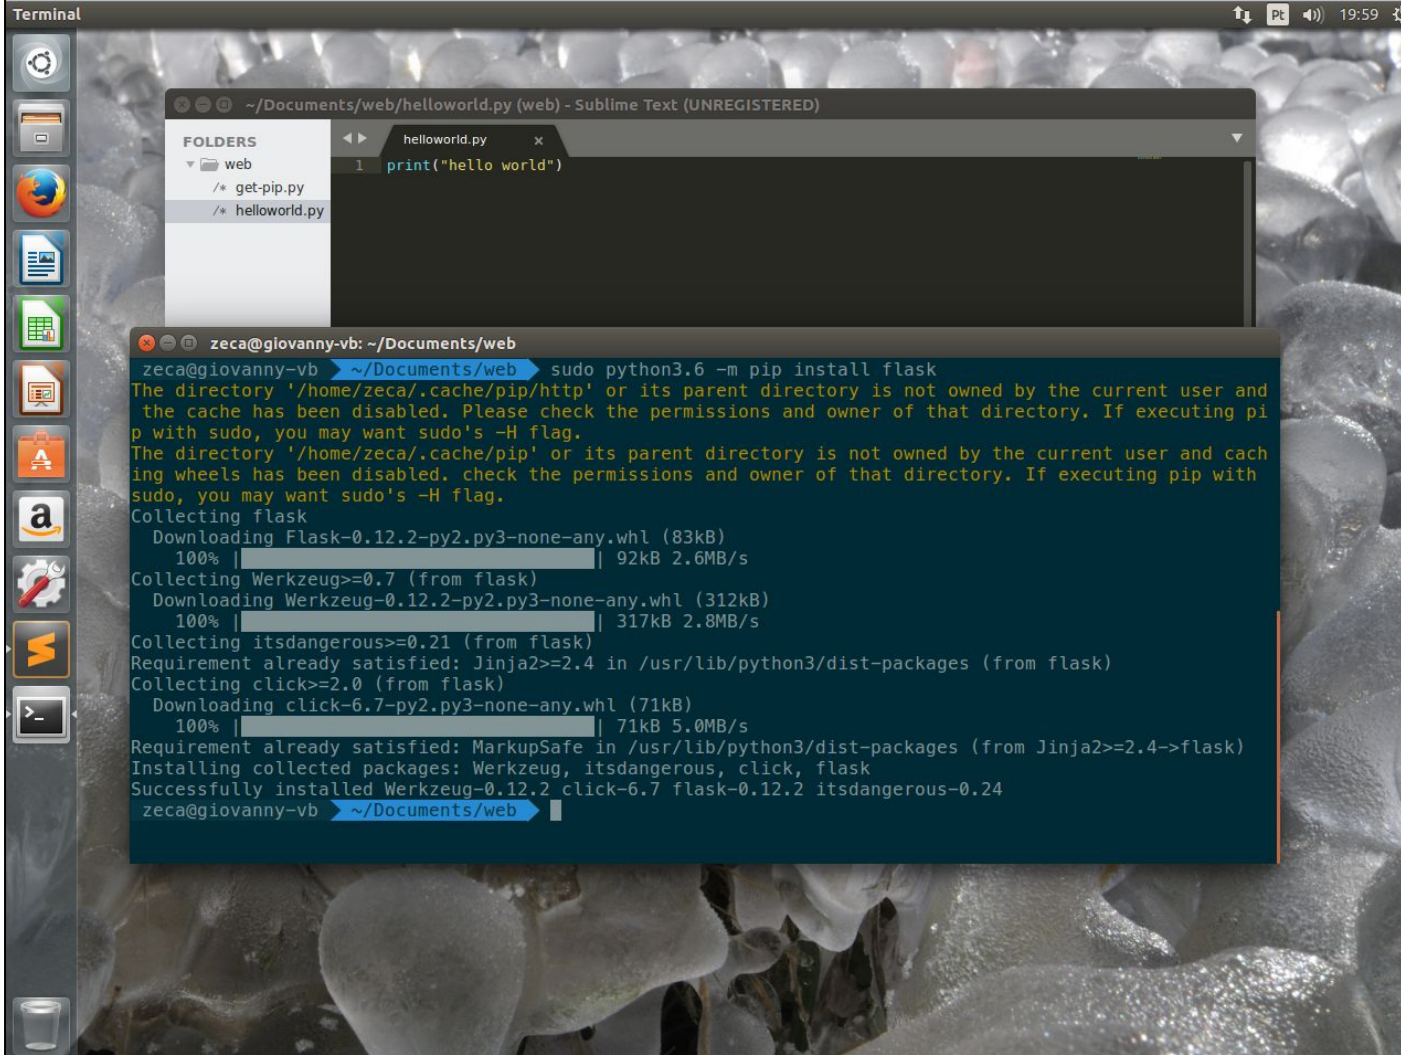 Terminal
Pt
19:59
~/Documents/web/helloworld.py (web) - Sublime Text (UNREGISTERED)
FOLDERS
web
/* get-pip.py
/* helloworld.py
helloworld.py x
1 print("hello world")
zeca@giovanny-vb: ~/Documents/web
zeca@giovanny-vb ~/Documents/web sudo python3.6 -m pip install flask
The directory '/home/zeca/.cache/pip/http' or its parent directory is not owned by the current user and
the cache has been disabled. Please check the permissions and owner of that directory. If executing pi
p with sudo, you may want sudo's -H flag.
The directory '/home/zeca/.cache/pip' or its parent directory is not owned by the current user and cach
ing wheels has been disabled. check the permissions and owner of that directory. If executing pip with
sudo, you may want sudo's -H flag.
Collecting flask
Downloading Flask-0.12.2-py2.py3-none-any.whl (83kB)
100% | | 92kB 2.6MB/s
Collecting Werkzeug>=0.7 (from flask)
Downloading Werkzeug-0.12.2-py2.py3-none-any.whl (312kB)
100% | | 317kB 2.8MB/s
Collecting itsdangerous>=0.21 (from flask)
Requirement already satisfied: Jinja2>=2.4 in /usr/lib/python3/dist-packages (from flask)
Collecting click>=2.0 (from flask)
Downloading click-6.7-py2.py3-none-any.whl (71kB)
100% | | 71kB 5.0MB/s
Requirement already satisfied: MarkupSafe in /usr/lib/python3/dist-packages (from Jinja2>=2.4->flask)
Installing collected packages: Werkzeug, itsdangerous, click, flask
Successfully installed Werkzeug-0.12.2 click-6.7 flask-0.12.2 itsdangerous-0.24
zeca@giovanny-vb ~/Documents/web